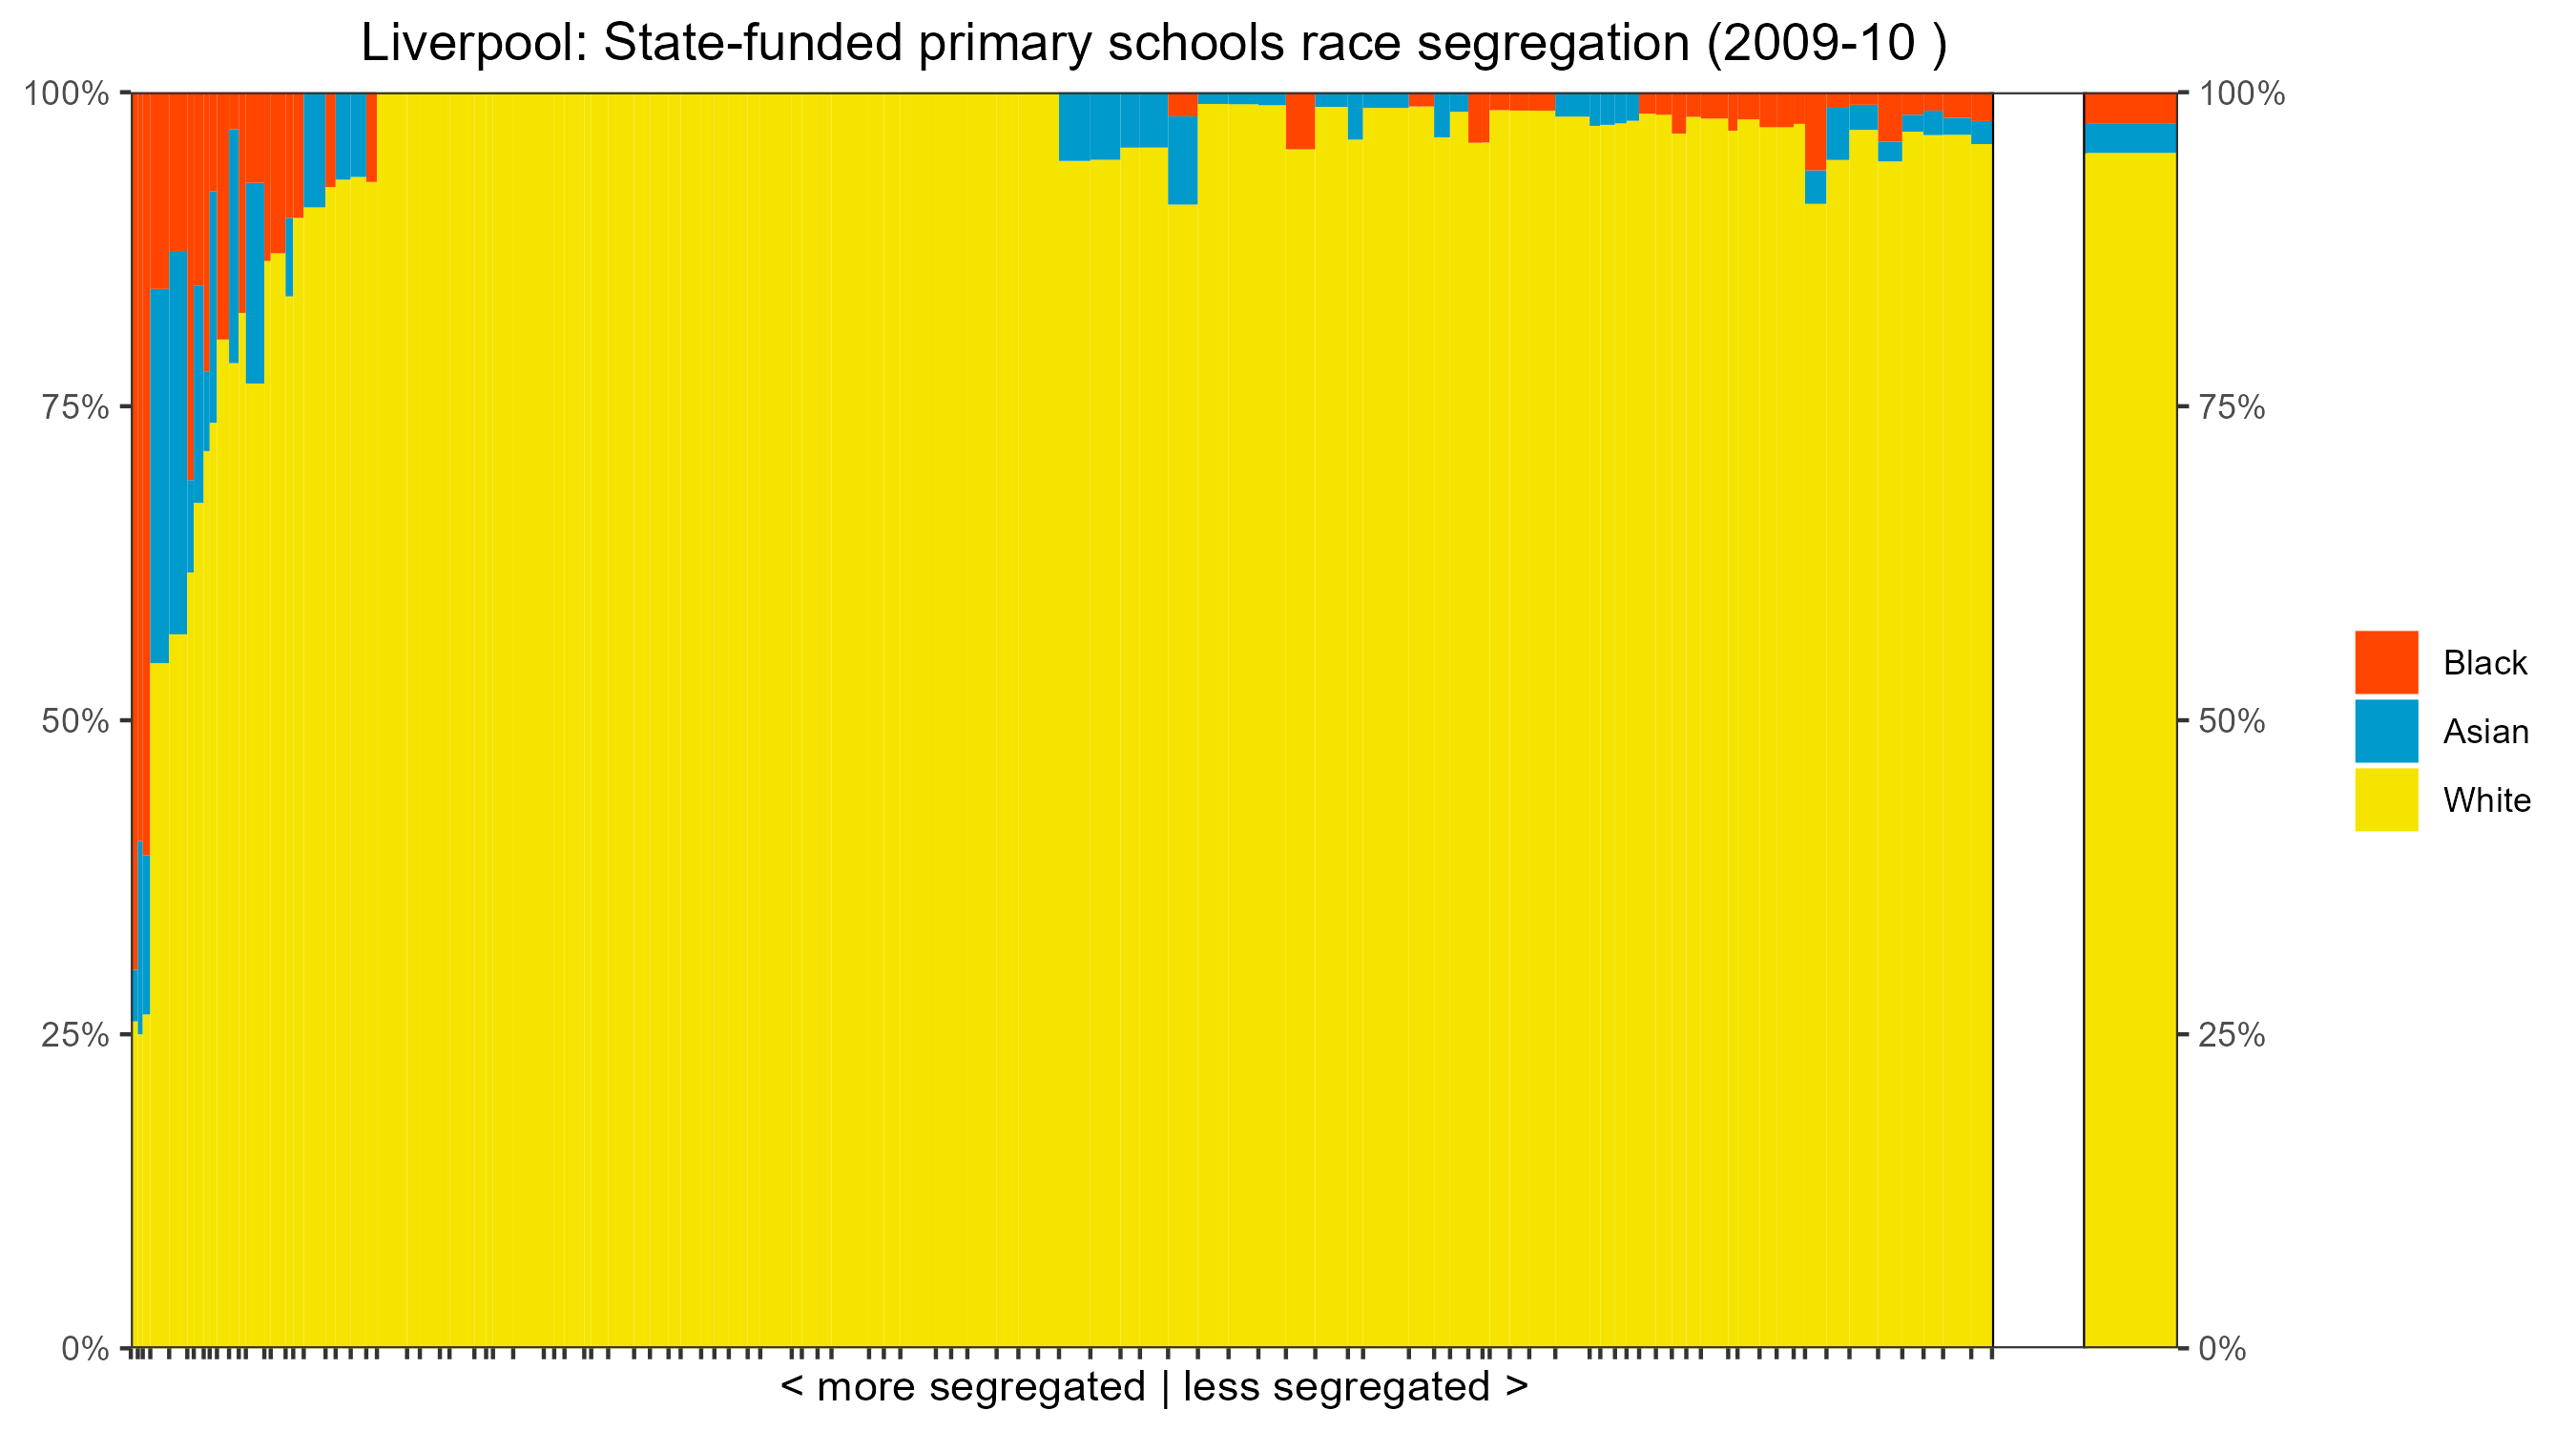 Liverpool: State-funded primary schools race segregation (2009-10 )
100%
75%
50%
25%
0%
100%
75%
50%
25%
0%
< more segregated | less segregated >
Black
Asian
White